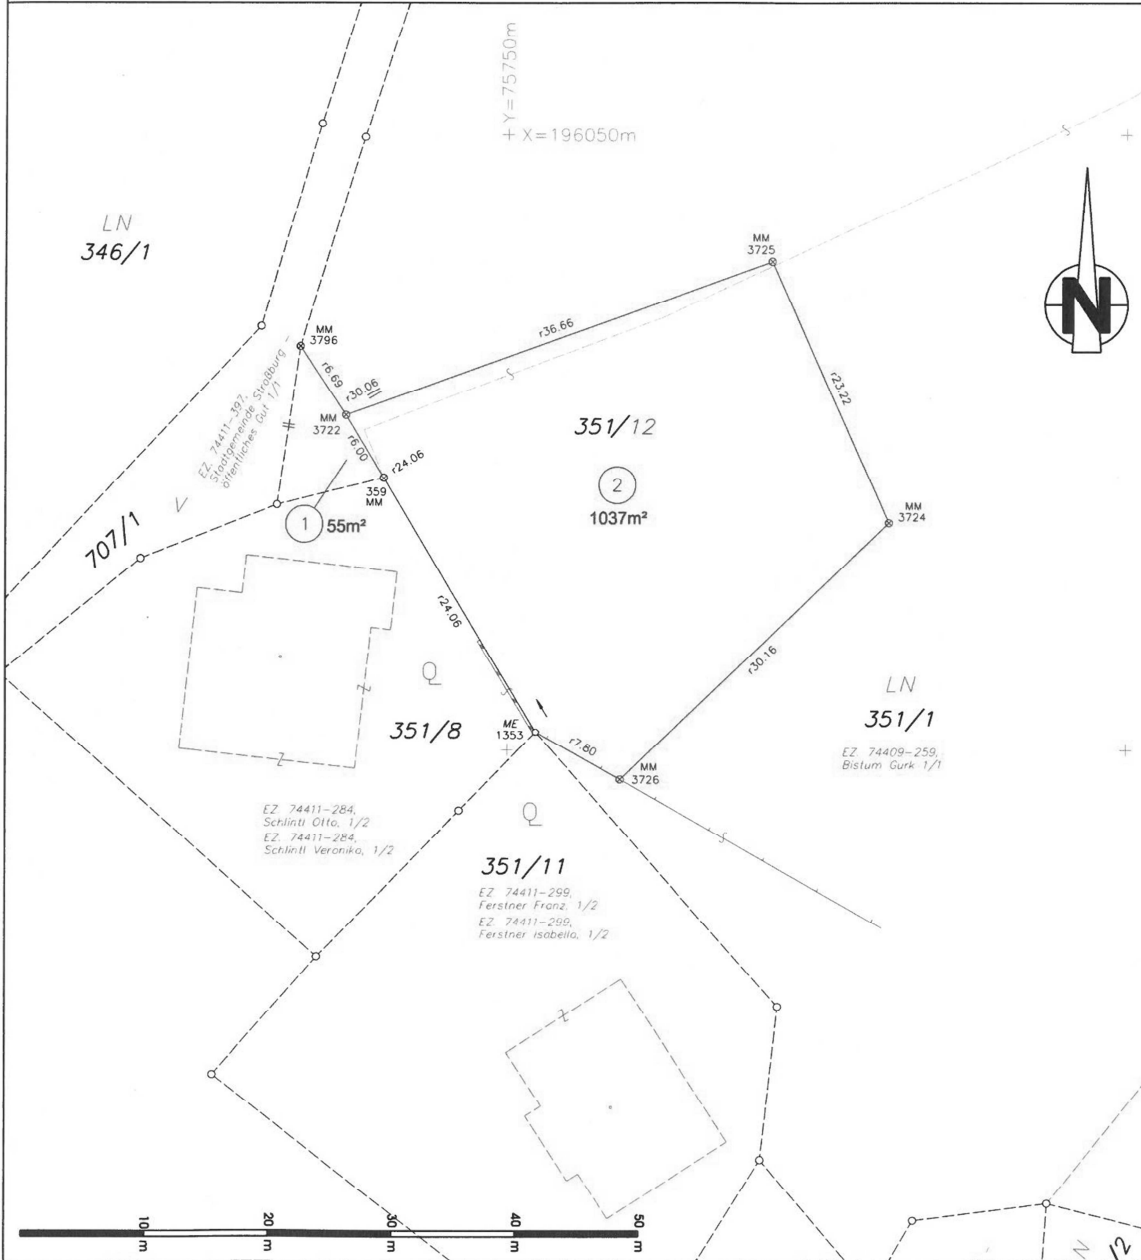 Y=75750m
X=196050m
LN
346/1
N
MM
3725
MM
3796
r36.66
r6.69
r30.06
r23.22
MM
3722
351/12
EZ. 74411-397,
Stadtgemeinde Straßburg -
öffentliches Gut 1/1
r6.00
r24.06
359
MM
2
1037m²
1
55m²
MM
3724
707/1
r24.06
r30.16
LN
351/1
EZ 74409-259,
Bistum Gurk 1/1
351/8
ME
1353
r7.80
MM
3726
EZ. 74411-284,
Schlintl Otto, 1/2
EZ. 74411-284,
Schlintl Veronika, 1/2
351/11
EZ 74411-299,
Ferstner Franz, 1/2
EZ. 74411-299,
Ferstner Isabella, 1/2
10 m
20 m
30 m
40 m
50 m
12